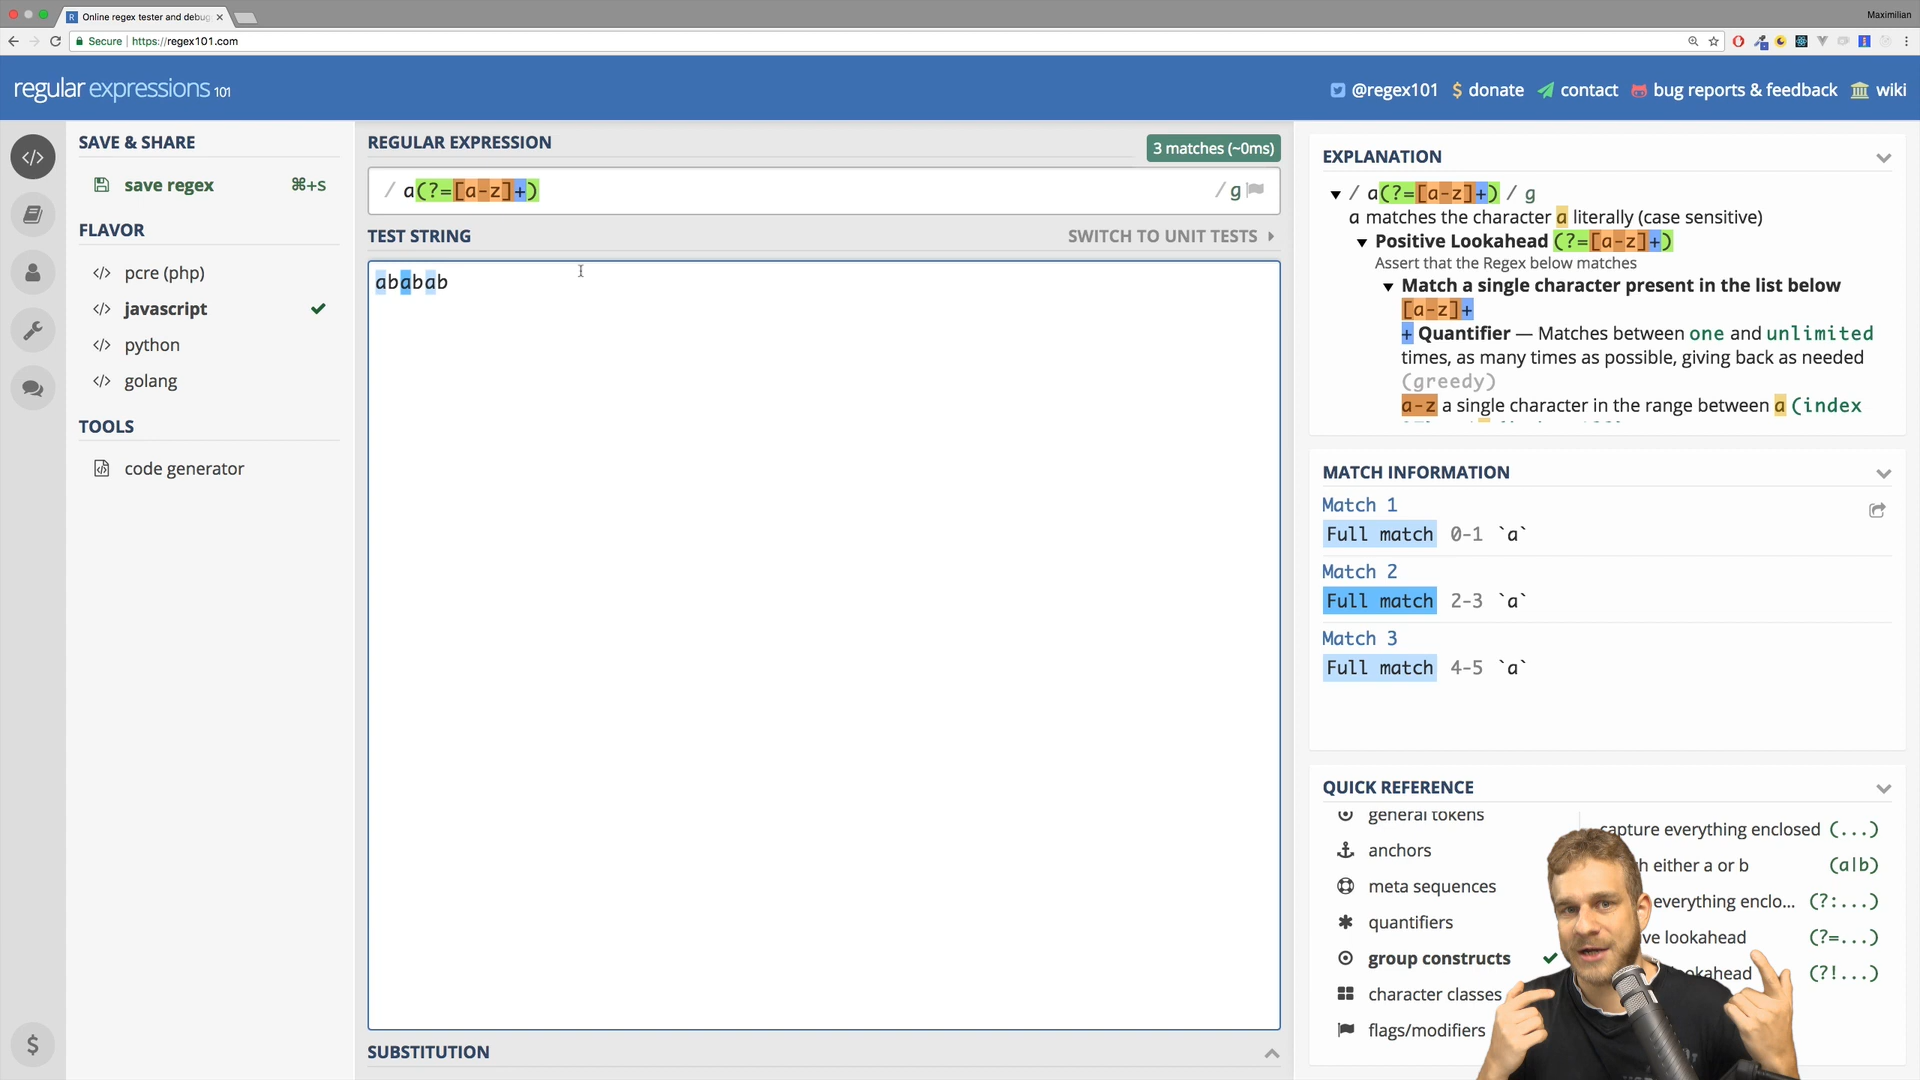 Online regex tester and debug
Maximilian
Secure https://regex101.com
regular expressions 101
@regex101
$ donate
contact
bug reports & feedback
wiki
SAVE & SHARE
save regex ⌘+S
FLAVOR
</> pcre (php)
</> javascript
</> python
</> golang
TOOLS
code generator
$
REGULAR EXPRESSION
3 matches (~0ms)
/ a(?=[a-z]+) / g
TEST STRING
SWITCH TO UNIT TESTS
ababab
SUBSTITUTION
EXPLANATION
/ a(?=[a-z]+) / g
a matches the character a literally (case sensitive)
Positive Lookahead (?=[a-z]+)
Assert that the Regex below matches
Match a single character present in the list below
[a-z]+
+ Quantifier — Matches between one and unlimited
times, as many times as possible, giving back as needed
(greedy)
a-z a single character in the range between a (index
MATCH INFORMATION
Match 1
Full match 0-1 `a`
Match 2
Full match 2-3 `a`
Match 3
Full match 4-5 `a`
QUICK REFERENCE
general tokens
anchors
meta sequences
quantifiers
group constructs
character classes
flags/modifiers
capture everything enclosed (...)
either a or b (a|b)
everything enclo... (?:...)
lookahead (?=...)
lookahead (?!...)